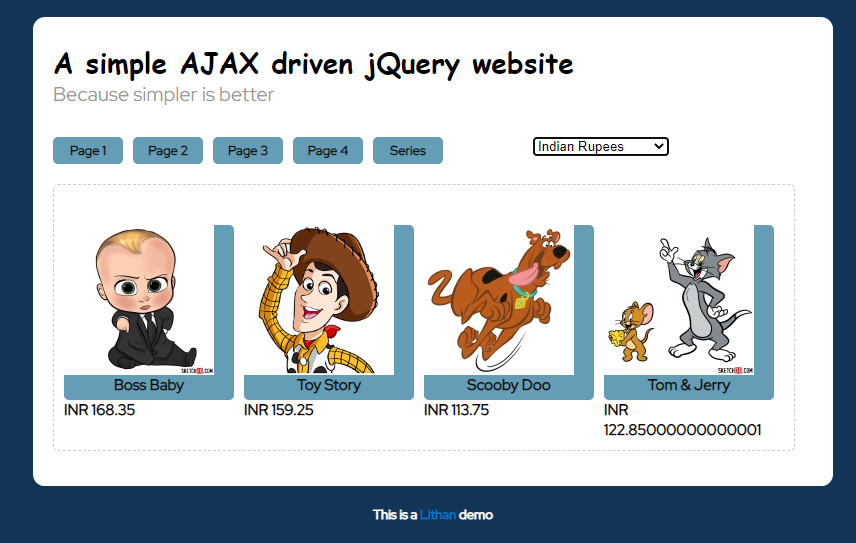 A simple AJAX driven jQuery website
Because simpler is better
Page 1 Page 2 Page 3 Page 4 Series Indian Rupees
SKETCHOK.COM SKETCHOK.COM
Boss Baby Toy Story Scooby Doo Tom & Jerry
INR 168.35 INR 159.25 INR 113.75 INR
122.85000000000001
This is a Lithan demo